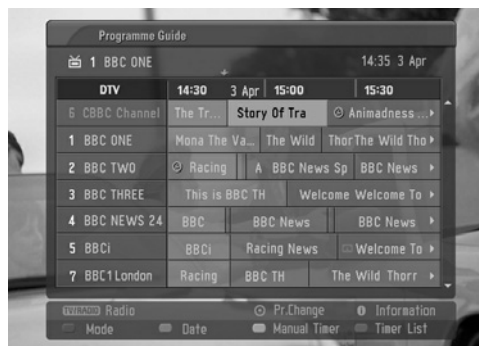 Programme Guide
1 BBC ONE 14:35 3 Apr
DTV 14:30 3 Apr 15:00 15:30
6 CBBC Channel The Tr... Story Of Tra Animadness ...
1 BBC ONE Mona The Va... The Wild ThorThe Wild Tho
2 BBC TWO Racing A BBC News Sp BBC News
3 BBC THREE This is BBC TH Welcome Welcome To
4 BBC NEWS 24 BBC BBC News BBC News
5 BBCi BBCi Racing News Welcome To
7 BBC1London Racing BBC TH The Wild Thorr
TV/RADIO Radio Pr.Change i Information
Mode Date Manual Timer Timer List